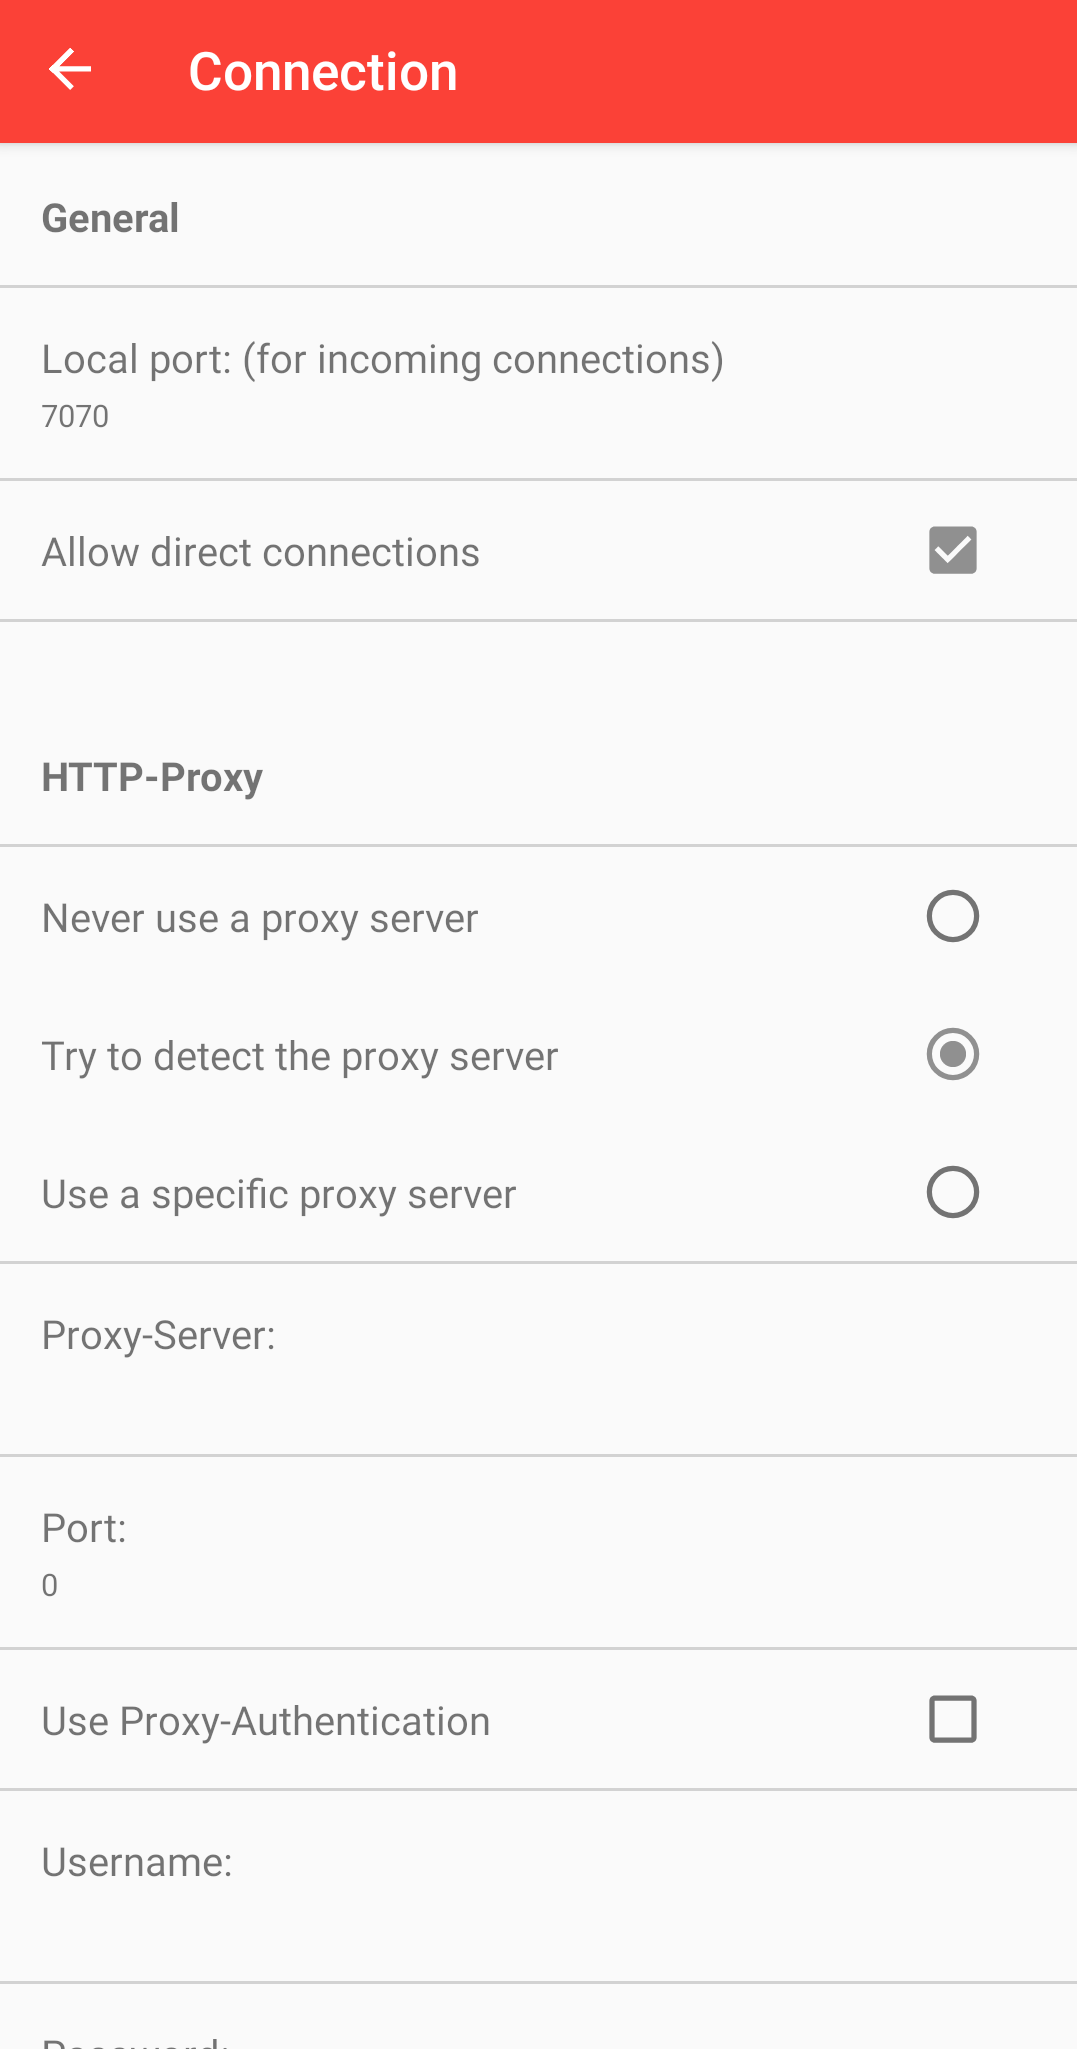 Connection
General
Local port: (for incoming connections)
7070
Allow direct connections
HTTP-Proxy
Never use a proxy server
Try to detect the proxy server
Use a specific proxy server
Proxy-Server:
Port:
0
Use Proxy-Authentication
Username:
Password: